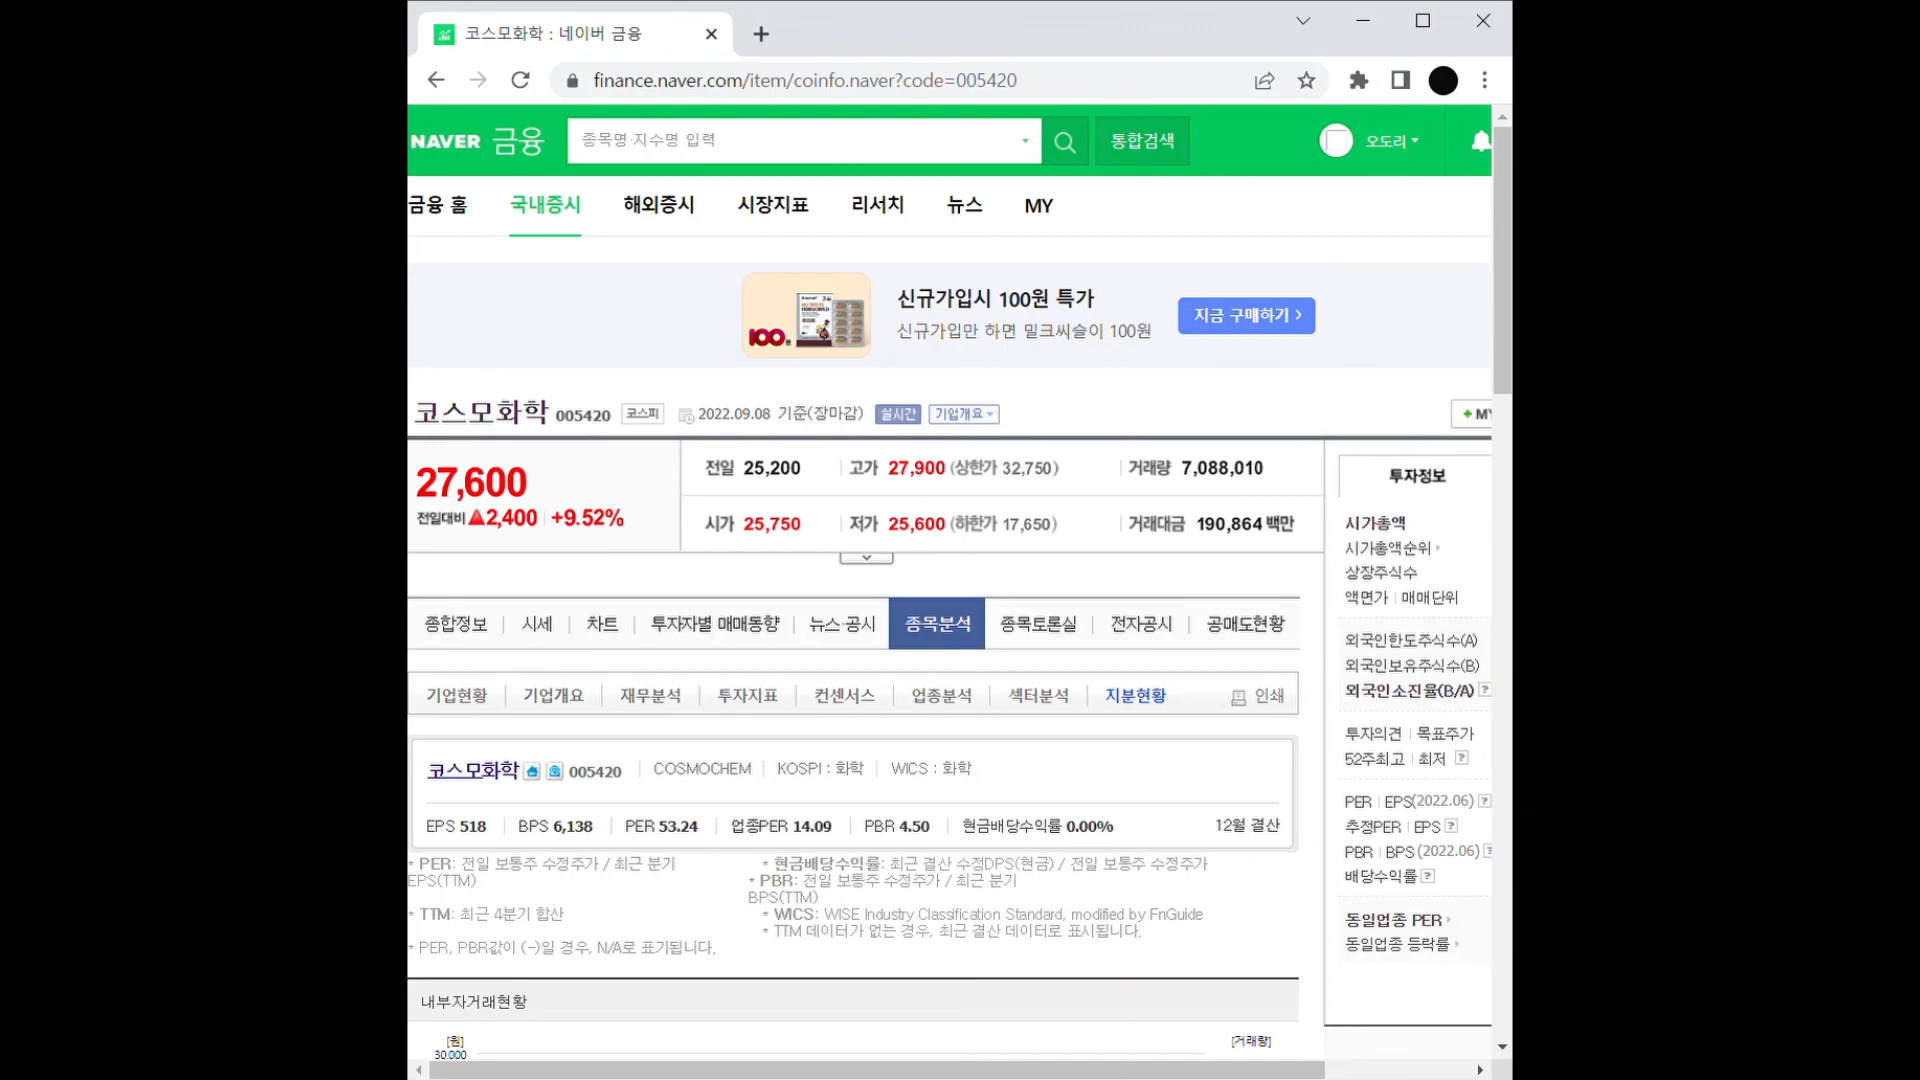 코스모화학 : 네이버 금융
finance.naver.com/item/coinfo.naver?code=005420
NAVER 금융 종목명·지수명 입력 통합검색 오도리
금융 홈 국내증시 해외증시 시장지표 리서치 뉴스 MY
신규가입시 100원 특가
신규가입만 하면 밀크씨슬이 100원
지금 구매하기 >
100원
코스모화학 005420 코스피 2022.09.08 기준(장마감) 실시간 기업개요
+ MY
27,600
전일대비 ▲2,400 +9.52%
전일 25,200 고가 27,900 (상한가 32,750) 거래량 7,088,010
시가 25,750 저가 25,600 (하한가 17,650) 거래대금 190,864 백만
종합정보 시세 차트 투자자별 매매동향 뉴스·공시 종목분석 종목토론실 전자공시 공매도현황
기업현황 기업개요 재무분석 투자지표 컨센서스 업종분석 섹터분석 지분현황 인쇄
코스모화학 005420 COSMOCHEM KOSPI : 화학 WICS : 화학
EPS 518 BPS 6,138 PER 53.24 업종PER 14.09 PBR 4.50 현금배당수익률 0.00% 12월 결산
* PER: 전일 보통주 수정주가 / 최근 분기
EPS(TTM)
* TTM: 최근 4분기 합산
* PER, PBR값이 (-)일 경우, N/A로 표기됩니다.
* 현금배당수익률: 최근 결산 수정DPS(현금) / 전일 보통주 수정주가
* PBR: 전일 보통주 수정주가 / 최근 분기
BPS(TTM)
* WICS: WISE Industry Classification Standard, modified by FnGuide
* TTM 데이터가 없는 경우, 최근 결산 데이터로 표시됩니다.
내부자거래현황
[원] [거래량]
30,000
투자정보
시가총액
시가총액순위
상장주식수
액면가 | 매매단위
외국인한도주식수(A)
외국인보유주식수(B)
외국인소진율(B/A) ?
투자의견 | 목표주가
52주최고 | 최저 ?
PER | EPS(2022.06) ?
추정PER | EPS ?
PBR | BPS (2022.06) ?
배당수익률 ?
동일업종 PER
동일업종 등락률